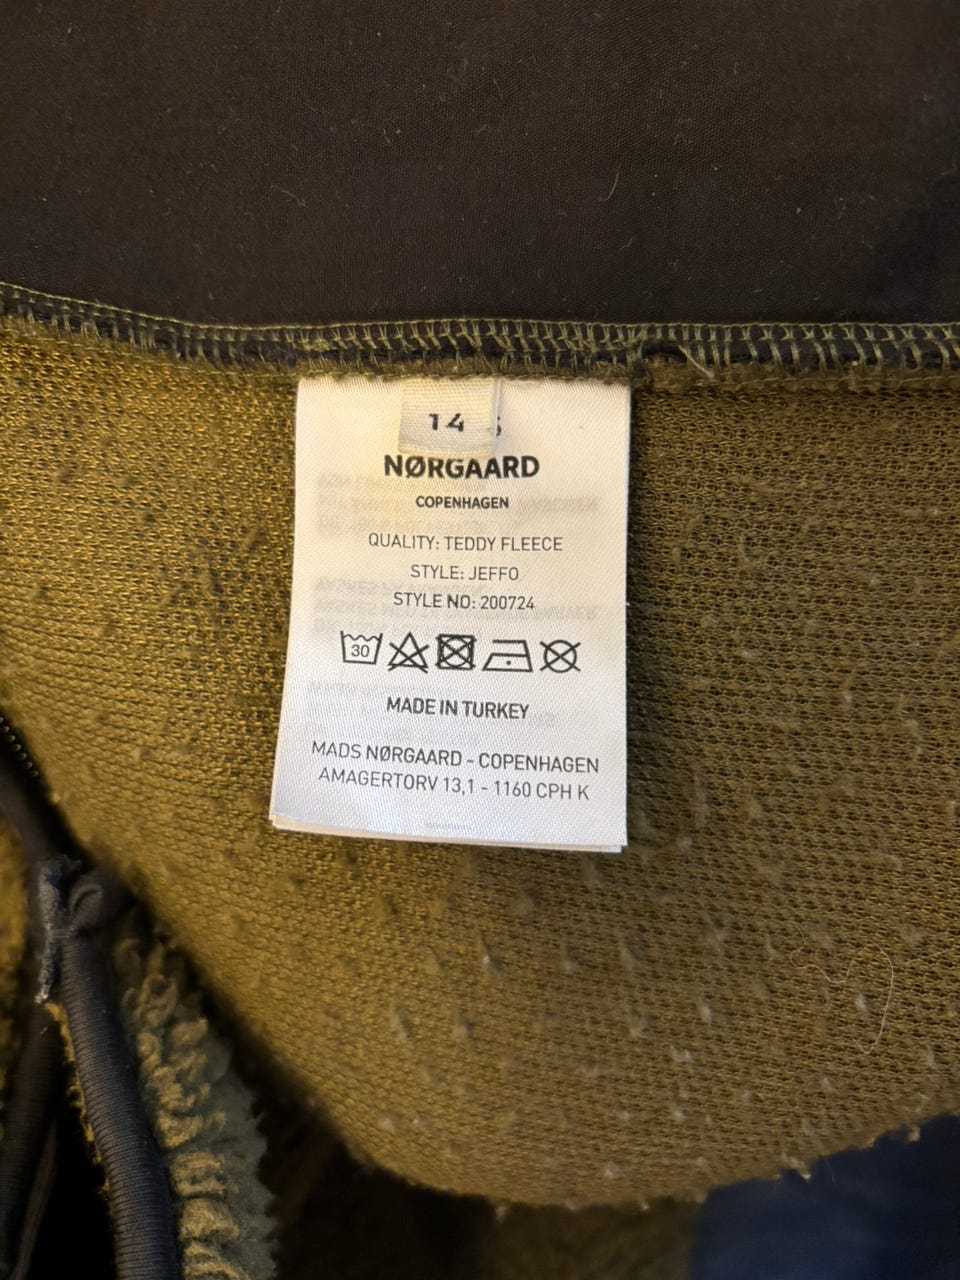 14
NØRGAARD
COPENHAGEN
QUALITY: TEDDY FLEECE
STYLE: JEFFO
STYLE NO: 200724
30
MADE IN TURKEY
MADS NØRGAARD - COPENHAGEN
AMAGERTORV 13,1 - 1160 CPH K